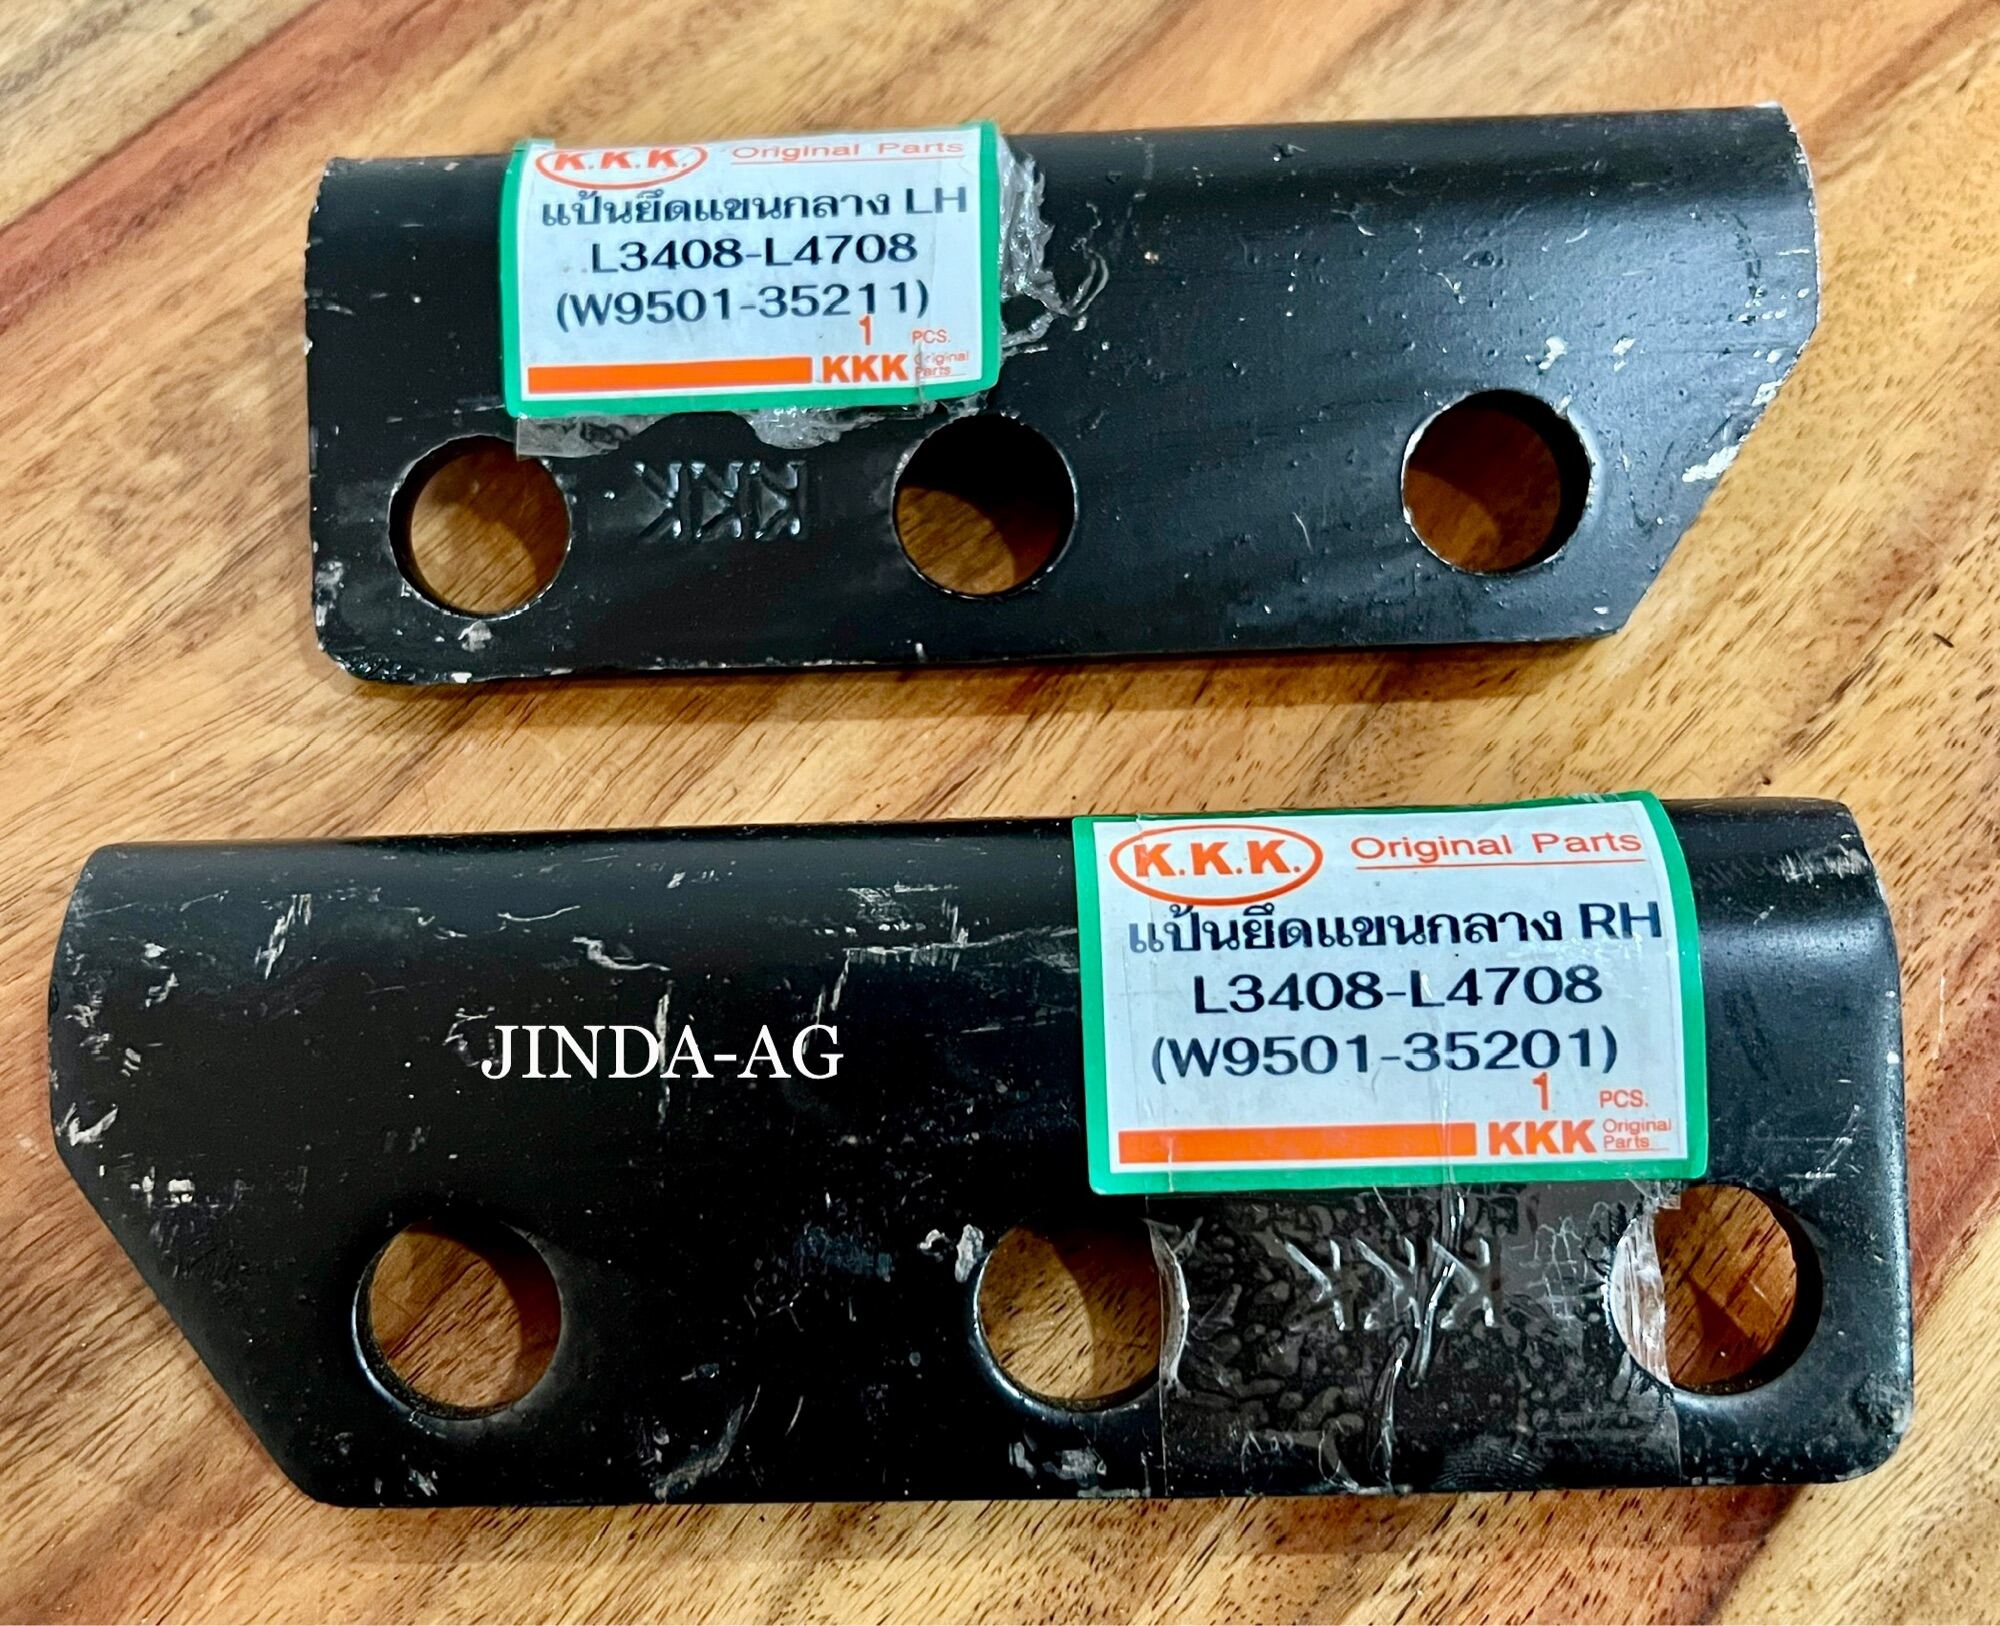 K.K.K. Original Parts
แป้นยึดแขนกลาง LH
L3408-L4708
(W9501-35211)
1 PCS.
KKK Original
Parts
KKK
K.K.K. Original Parts
แป้นยึดแขนกลาง RH
L3408-L4708
(W9501-35201)
1 PCS.
KKK Original
Parts
JINDA-AG
KKK